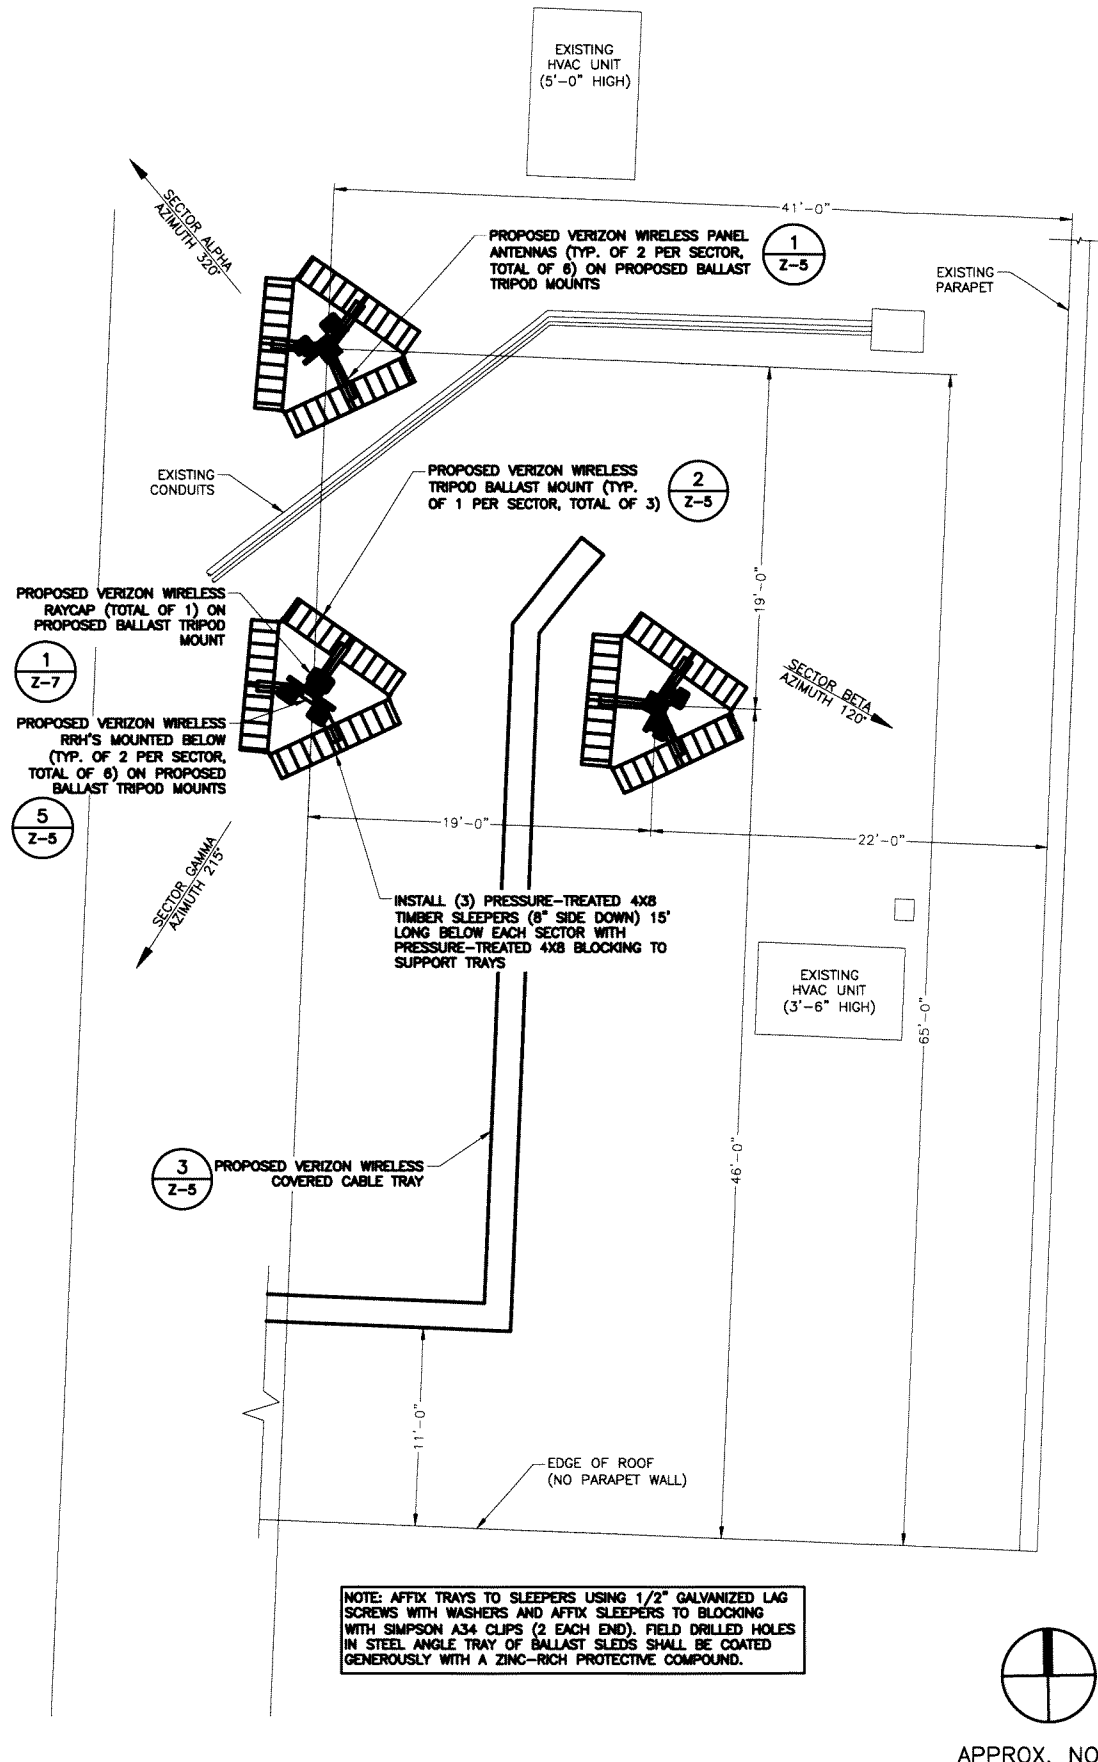 EXISTING
HVAC UNIT
(5'-0" HIGH)
41'-0"
SECTOR ALPHA
AZIMUTH 320°
PROPOSED VERIZON WIRELESS PANEL
ANTENNAS (TYP. OF 2 PER SECTOR,
TOTAL OF 6) ON PROPOSED BALLAST
TRIPOD MOUNTS
1
Z-5
EXISTING
PARAPET
EXISTING
CONDUITS
PROPOSED VERIZON WIRELESS
TRIPOD BALLAST MOUNT (TYP.
OF 1 PER SECTOR, TOTAL OF 3)
2
Z-5
19'-0"
PROPOSED VERIZON WIRELESS
RAYCAP (TOTAL OF 1) ON
PROPOSED BALLAST TRIPOD
MOUNT
1
Z-7
SECTOR BETA
AZIMUTH 120°
PROPOSED VERIZON WIRELESS
RRH'S MOUNTED BELOW
(TYP. OF 2 PER SECTOR,
TOTAL OF 6) ON PROPOSED
BALLAST TRIPOD MOUNTS
5
Z-5
19'-0"
22'-0"
SECTOR GAMMA
AZIMUTH 215°
INSTALL (3) PRESSURE-TREATED 4X8
TIMBER SLEEPERS (8" SIDE DOWN) 15'
LONG BELOW EACH SECTOR WITH
PRESSURE-TREATED 4X8 BLOCKING TO
SUPPORT TRAYS
EXISTING
HVAC UNIT
(3'-6" HIGH)
65'-0"
46'-0"
3
Z-5
PROPOSED VERIZON WIRELESS
COVERED CABLE TRAY
11'-0"
EDGE OF ROOF
(NO PARAPET WALL)
NOTE: AFFIX TRAYS TO SLEEPERS USING 1/2" GALVANIZED LAG
SCREWS WITH WASHERS AND AFFIX SLEEPERS TO BLOCKING
WITH SIMPSON A34 CLIPS (2 EACH END). FIELD DRILLED HOLES
IN STEEL ANGLE TRAY OF BALLAST SLEDS SHALL BE COATED
GENEROUSLY WITH A ZINC-RICH PROTECTIVE COMPOUND.
APPROX. NO